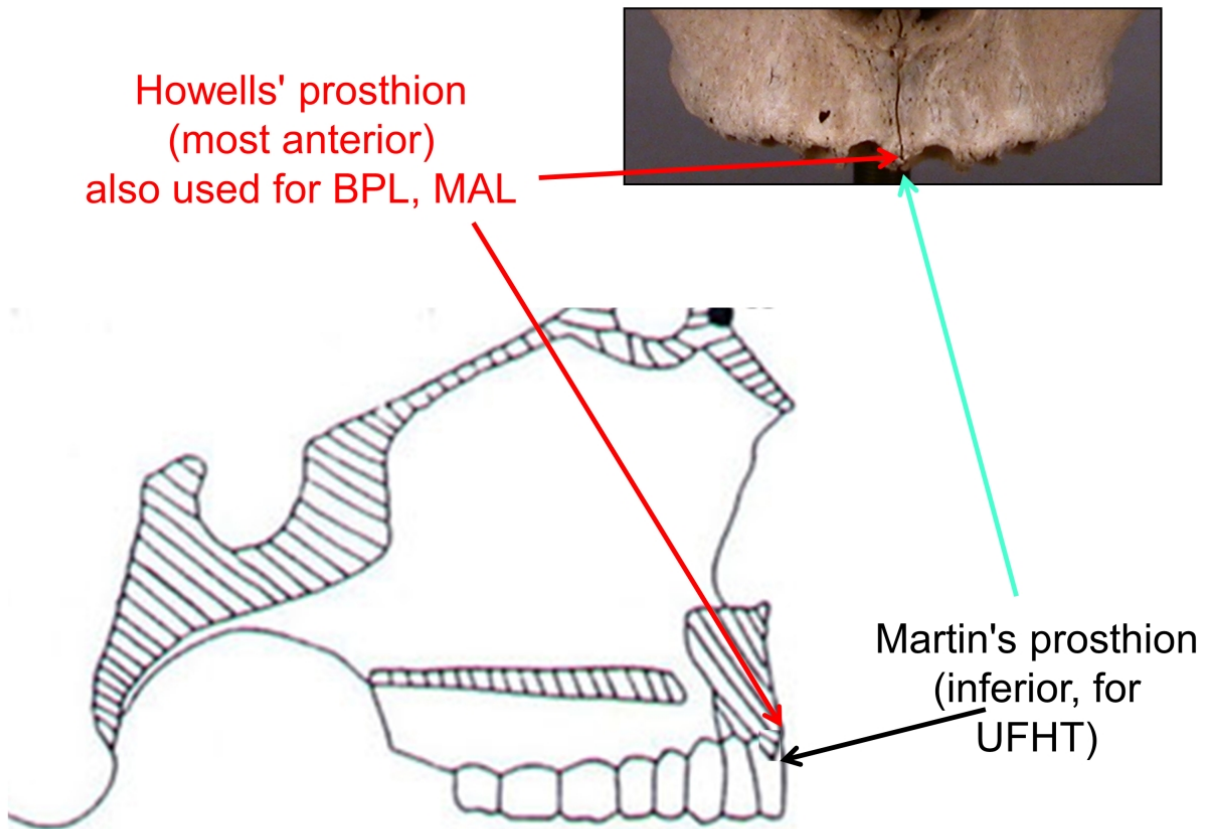 Howells' prosthion
(most anterior)
also used for BPL, MAL
Martin's prosthion
(inferior, for
UFHT)